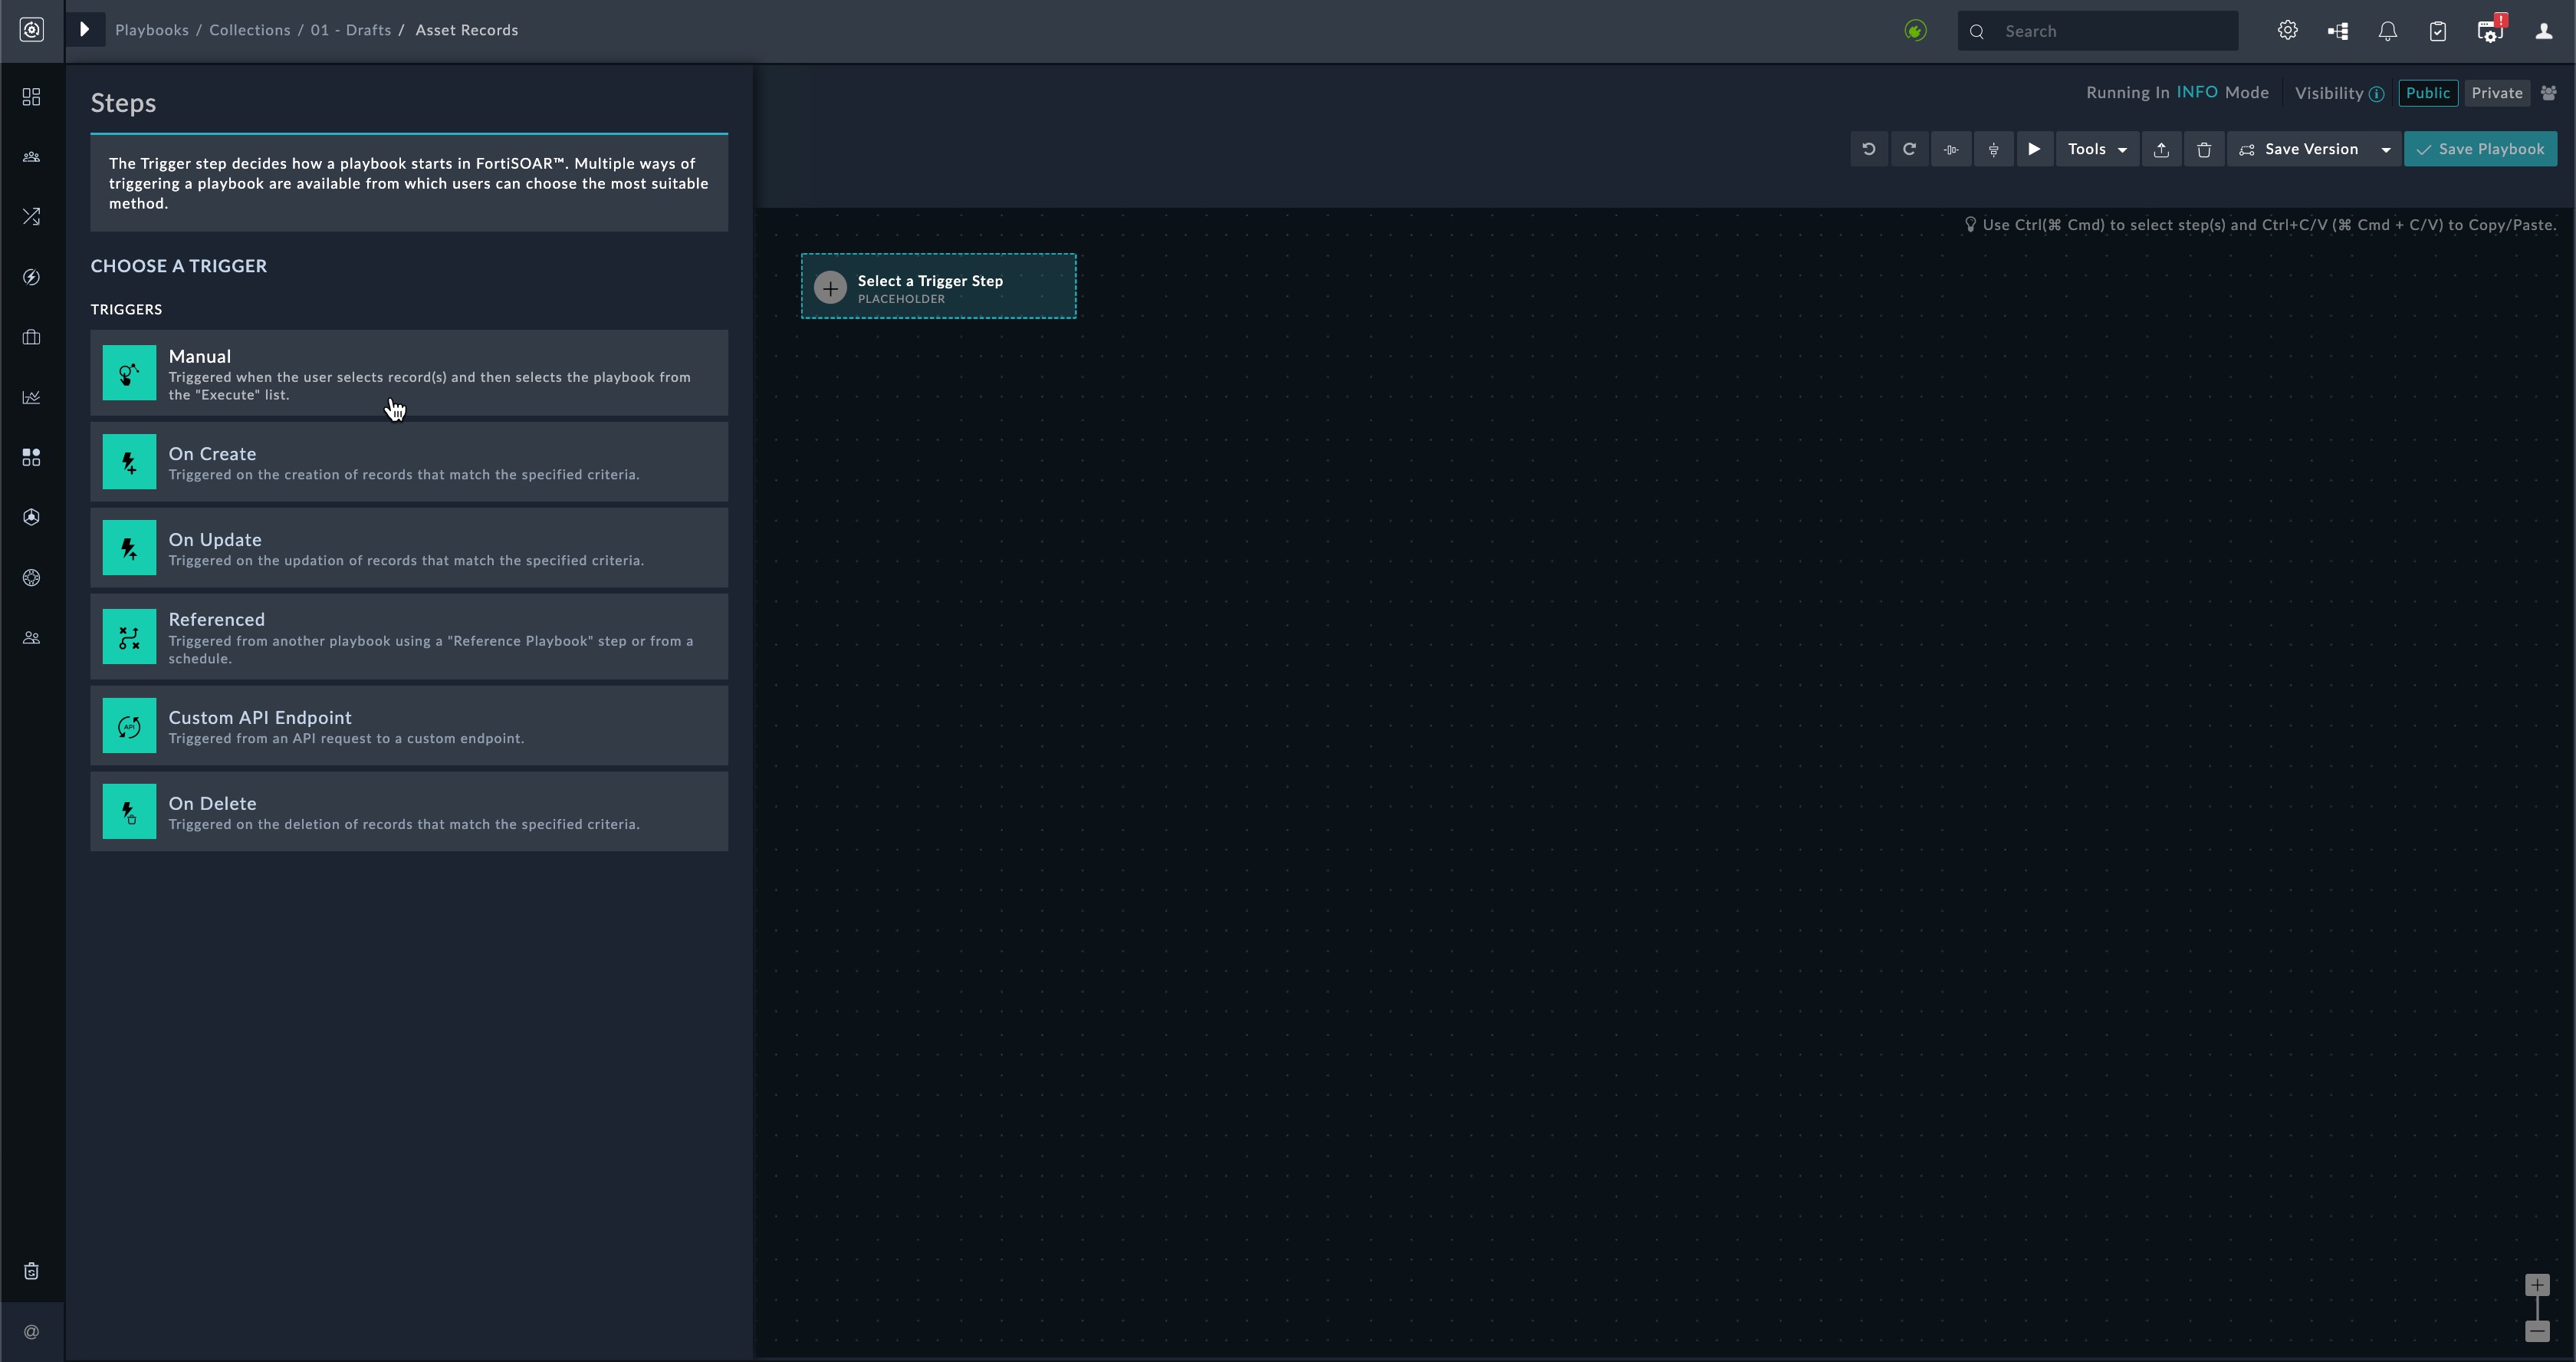 Playbooks / Collections / 01 - Drafts / Asset Records
Search
!
Steps
Running In INFO Mode
Visibility
Public
Private
The Trigger step decides how a playbook starts in FortiSOAR™. Multiple ways of
triggering a playbook are available from which users can choose the most suitable
method.
Tools
Save Version
Save Playbook
Use Ctrl(⌘ Cmd) to select step(s) and Ctrl+C/V (⌘ Cmd + C/V) to Copy/Paste.
CHOOSE A TRIGGER
Select a Trigger Step
PLACEHOLDER
TRIGGERS
Manual
Triggered when the user selects record(s) and then selects the playbook from
the "Execute" list.
On Create
Triggered on the creation of records that match the specified criteria.
On Update
Triggered on the updation of records that match the specified criteria.
Referenced
Triggered from another playbook using a "Reference Playbook" step or from a
schedule.
API
Custom API Endpoint
Triggered from an API request to a custom endpoint.
On Delete
Triggered on the deletion of records that match the specified criteria.
@